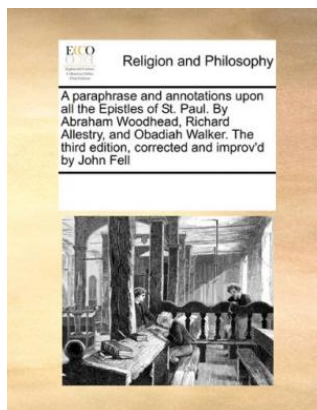 ECCO
Religion and Philosophy
A paraphrase and annotations upon
all the Epistles of St. Paul. By
Abraham Woodhead, Richard
Allestry, and Obadiah Walker. The
third edition, corrected and improv'd
by John Fell